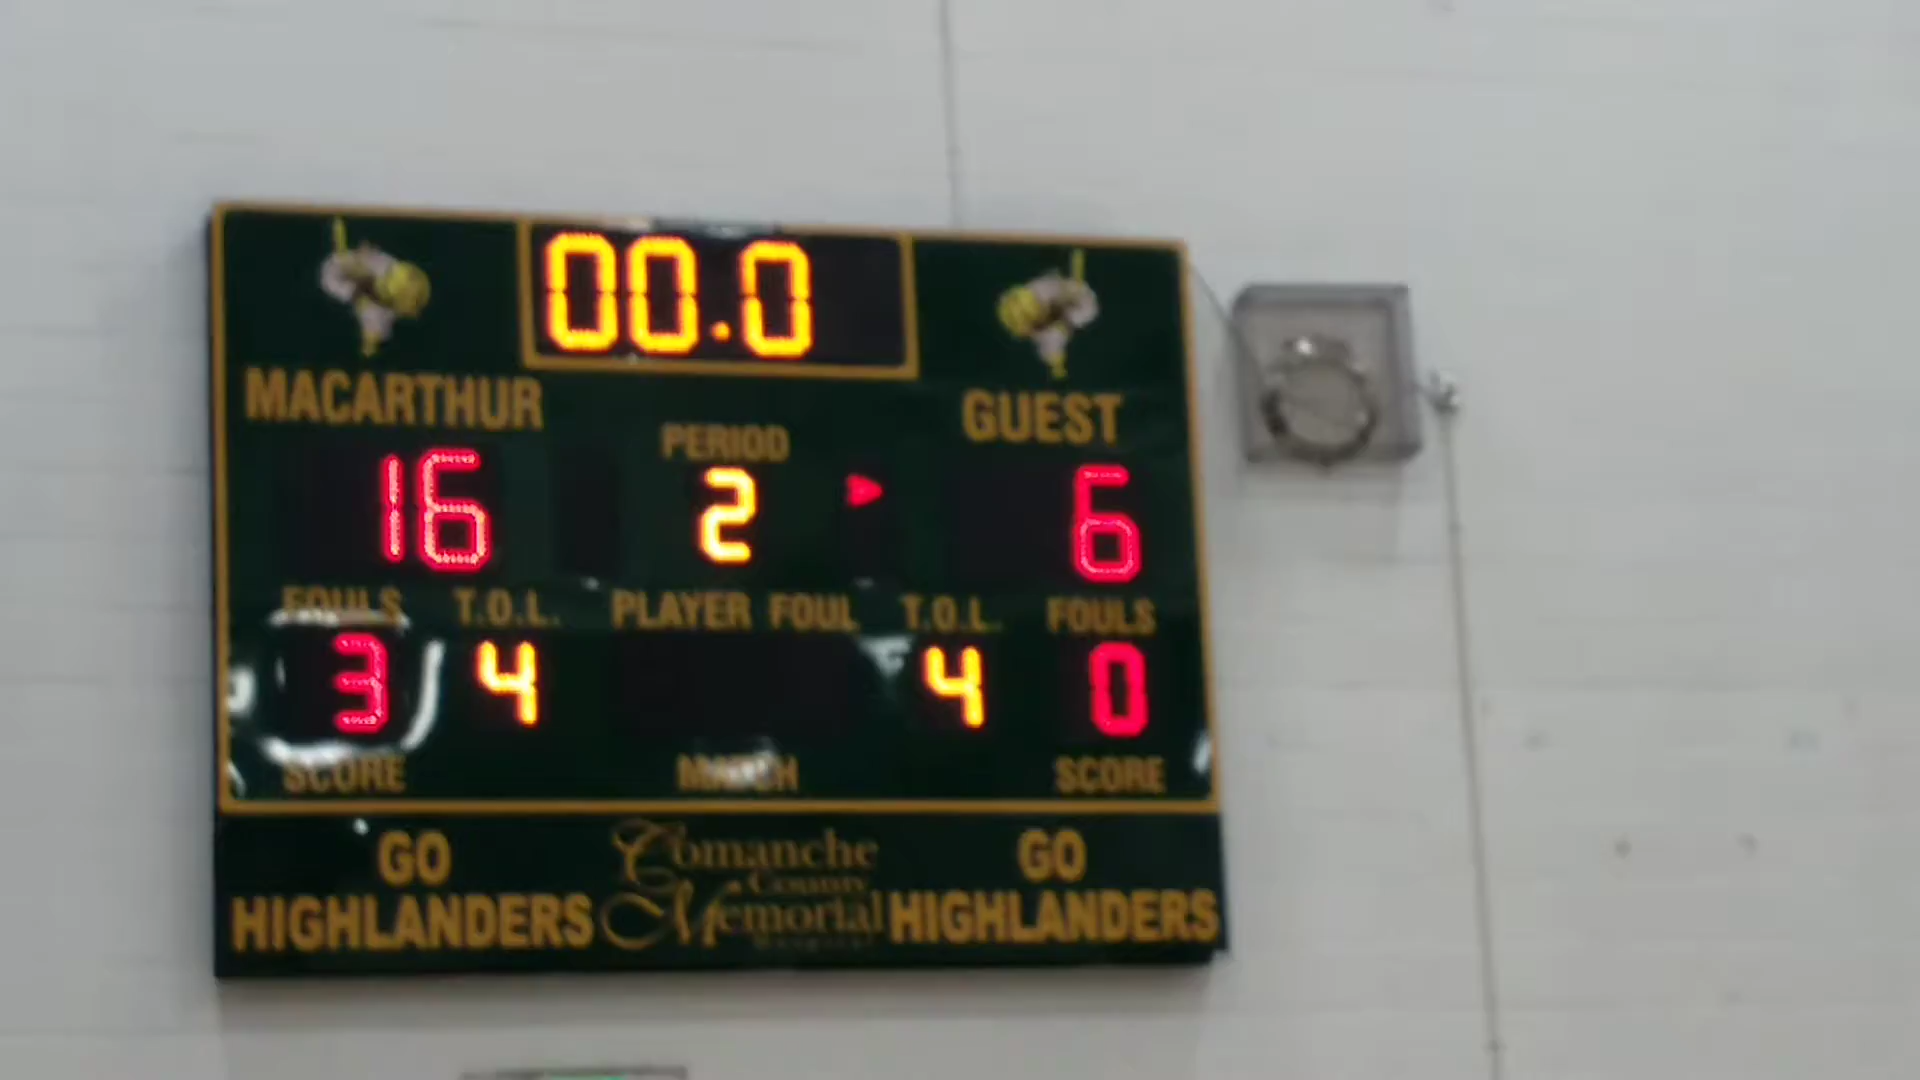 00.0
MACARTHUR
GUEST
PERIOD
16 2 6
FOULS T.O.L. PLAYER FOUL T.O.L. FOULS
3 4 4 0
SCORE MATCH SCORE
GO HIGHLANDERS
Comanche
County
Memorial
GO HIGHLANDERS